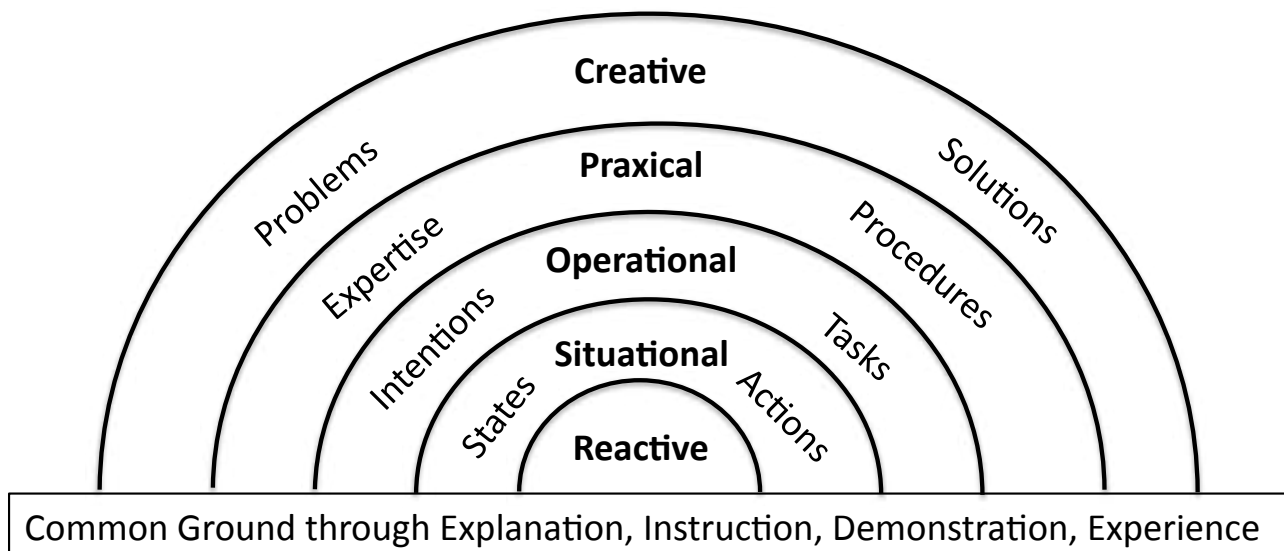 Creative
Problems
Solutions
Praxical
Expertise
Procedures
Operational
Intentions
Tasks
Situational
States
Actions
Reactive
Common Ground through Explanation, Instruction, Demonstration, Experience